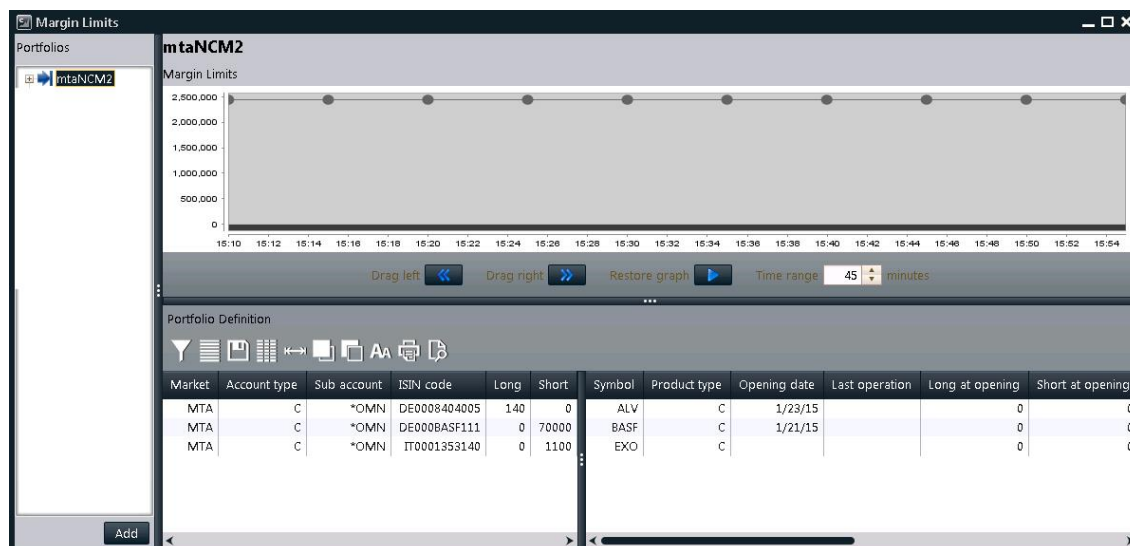 Margin Limits
Portfolios
mtaNCM2
mtaNCM2
Margin Limits
2,500,000
2,000,000
1,500,000
1,000,000
500,000
0
15:10 15:12 15:14 15:16 15:18 15:20 15:22 15:24 15:26 15:28 15:30 15:32 15:34 15:36 15:38 15:40 15:42 15:44 15:46 15:48 15:50 15:52 15:54
Drag left Drag right Restore graph Time range 45 minutes
Portfolio Definition
Market Account type Sub account ISIN code Long Short Symbol Product type Opening date Last operation Long at opening Short at opening
MTA C *OMN DE0008404005 140 0 ALV C 1/23/15 0 0
MTA C *OMN DE000BASF111 0 70000 BASF C 1/21/15 0 0
MTA C *OMN IT0001353140 0 1100 EXO C 0 0
Add